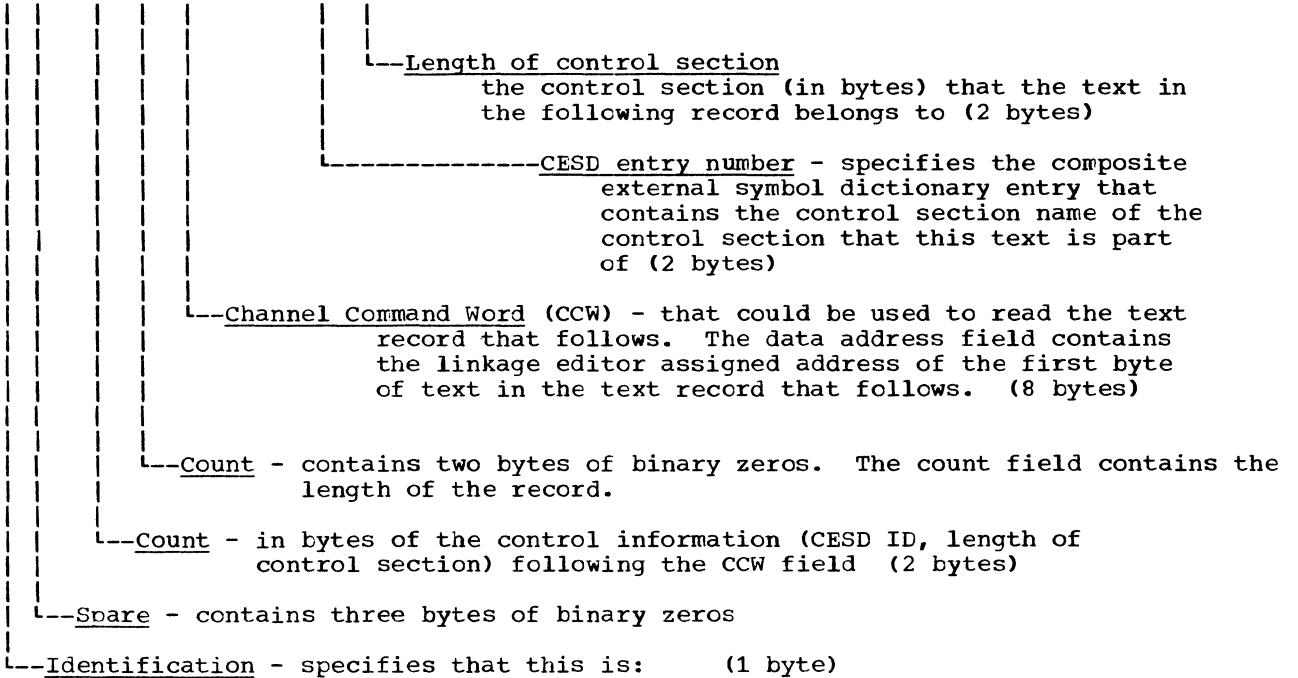 Length of control section
the control section (in bytes) that the text in
the following record belongs to (2 bytes)
CESD entry number - specifies the composite
external symbol dictionary entry that
contains the control section name of the
control section that this text is part
of (2 bytes)
Channel Command Word (CCW) - that could be used to read the text
record that follows. The data address field contains
the linkage editor assigned address of the first byte
of text in the text record that follows. (8 bytes)
Count - contains two bytes of binary zeros. The count field contains the
length of the record.
Count - in bytes of the control information (CESD ID, length of
control section) following the CCW field (2 bytes)
Spare - contains three bytes of binary zeros
Identification - specifies that this is: (1 byte)